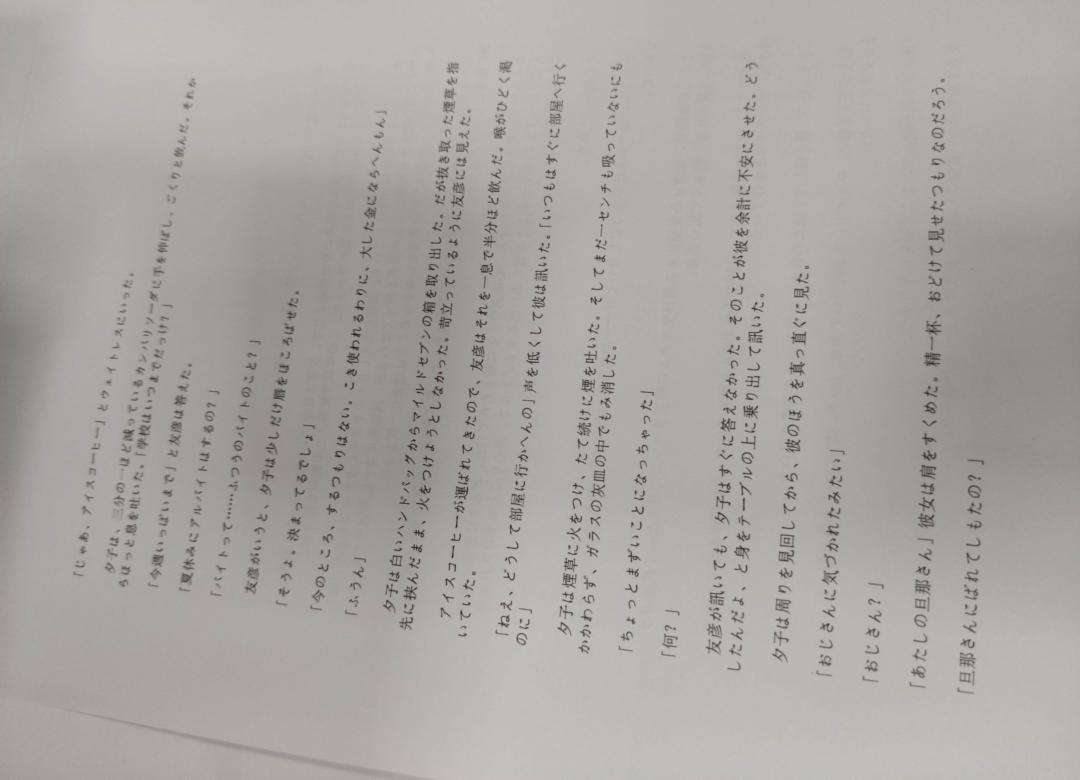 「じゃあ、アイスコーヒー」とウェイトレスにいった。
夕子は、三分の一ほど減っているカンパリソーダに手を伸ばし、ごくりと飲んだ。それか
らほっと息を吐いた。「学校はいつまでだっけ？」
「今週いっぱいまで」と友彦は答えた。
「夏休みにアルバイトはするの？」
「バイトって……ふつうのバイトのこと？」
友彦がいうと、夕子は少しだけ唇をほころばせた。
「そうよ。決まってるでしょ」
「今のところ、するつもりはない。こき使われるわりに、大した金にならへんもん」
「ふうん」
夕子は白いハンドバッグからマイルドセブンの箱を取り出した。だが抜き取った煙草を指
先に挟んだまま、火をつけようとしなかった。苛立っているように友彦には見えた。
アイスコーヒーが運ばれてきたので、友彦はそれを一息で半分ほど飲んだ。喉がひどく渇
いていた。
「ねえ、どうして部屋に行かへんの」声を低くして彼は訊いた。「いつもはすぐに部屋へ行く
のに」
夕子は煙草に火をつけ、たて続けに煙を吐いた。そしてまだ一センチも吸っていないにも
かかわらず、ガラスの灰皿の中でもみ消した。
「ちょっとまずいことになっちゃった」
「何？」
友彦が訊いても、夕子はすぐに答えなかった。そのことが彼を余計に不安にさせた。どう
したんだよ、と身をテーブルの上に乗り出して訊いた。
夕子は周りを見回してから、彼のほうを真っ直ぐに見た。
「おじさんに気づかれたみたい」
「おじさん？」
「あたしの旦那さん」彼女は肩をすくめた。精一杯、おどけて見せたつもりなのだろう。
「旦那さんにばれてしもたの？」